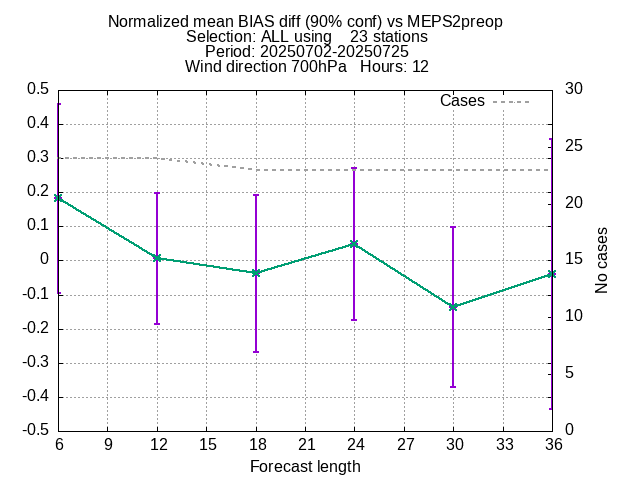 Normalized mean BIAS diff (90% conf) vs MEPS2preop
Selection: ALL using    23 stations
Period: 20250702-20250725
Wind direction 700hPa   Hours: 12
Cases
0.5
0.4
0.3
0.2
0.1
0
-0.1
-0.2
-0.3
-0.4
-0.5
30
25
20
15
10
5
0
No cases
6 9 12 15 18 21 24 27 30 33 36
Forecast length